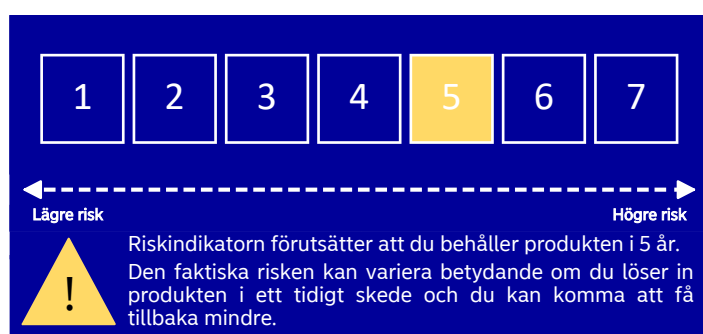 1 2 3 4 5 6 7
Lägre risk Högre risk
Riskindikatorn förutsätter att du behåller produkten i 5 år.
Den faktiska risken kan variera betydande om du löser in
produkten i ett tidigt skede och du kan komma att få
tillbaka mindre.
!